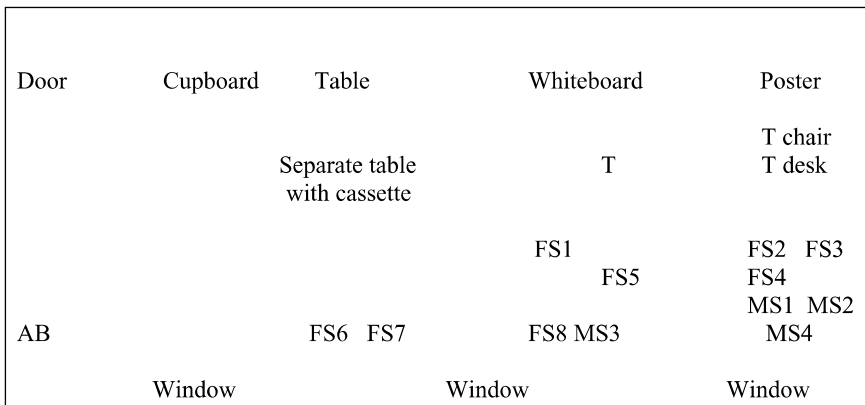 Door Cupboard Table Whiteboard Poster
T chair
Separate table T T desk
with cassette
FS1 FS2 FS3
FS5 FS4
MS1 MS2
AB FS6 FS7 FS8 MS3 MS4
Window Window Window